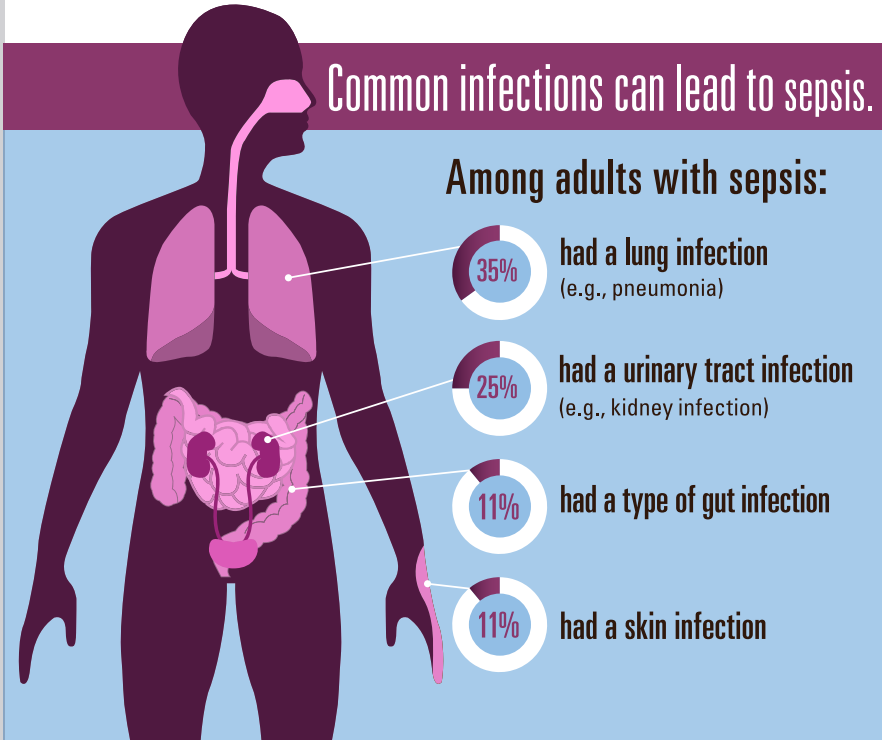 Common infections can lead to sepsis.
Among adults with sepsis:
35%
had a lung infection
(e.g., pneumonia)
25%
had a urinary tract infection
(e.g., kidney infection)
11%
had a type of gut infection
11%
had a skin infection